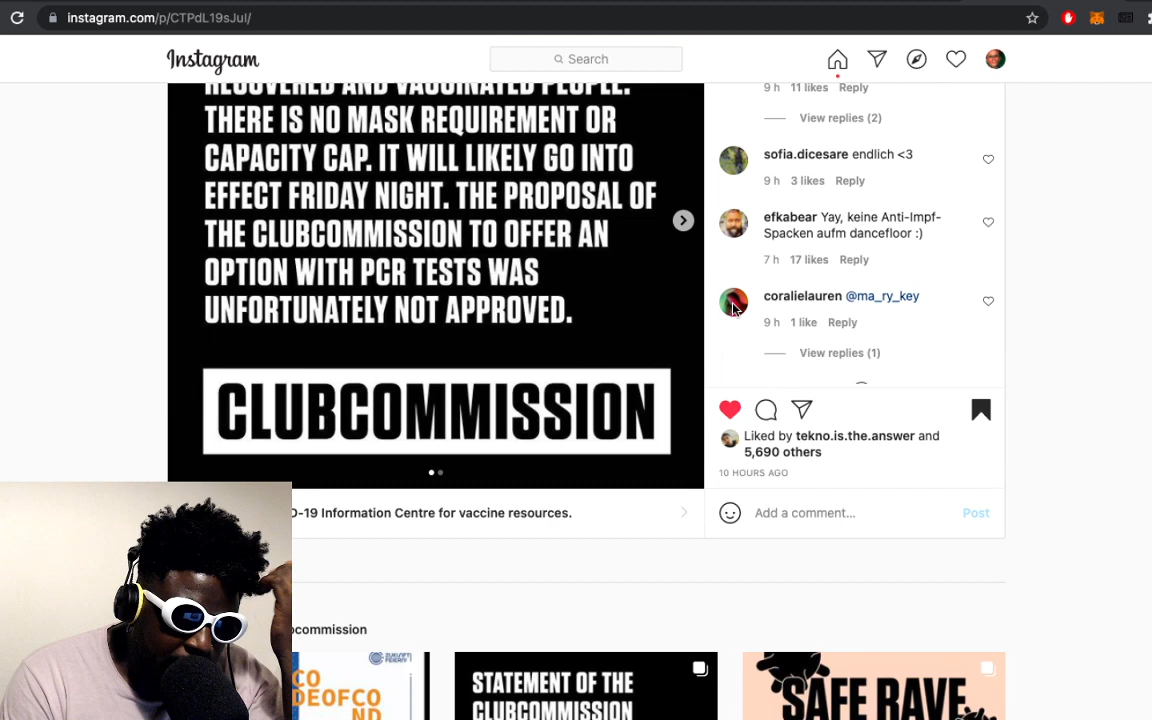 instagram.com/p/CTPdL19sJul/
Instagram
Search
RECOVERED AND VACCINATED PEOPLE.
THERE IS NO MASK REQUIREMENT OR
CAPACITY CAP. IT WILL LIKELY GO INTO
EFFECT FRIDAY NIGHT. THE PROPOSAL OF
THE CLUBCOMMISSION TO OFFER AN
OPTION WITH PCR TESTS WAS
UNFORTUNATELY NOT APPROVED.
CLUBCOMMISSION
9 h 11 likes Reply
View replies (2)
sofia.dicesare endlich <3
9 h 3 likes Reply
efkabear Yay, keine Anti-Impf-
Spacken aufm dancefloor :)
7 h 17 likes Reply
coralielauren @ma_ry_key
9 h 1 like Reply
View replies (1)
Liked by tekno.is.the.answer and
5,690 others
10 HOURS AGO
D-19 Information Centre for vaccine resources.
Add a comment... Post
bcommission
CO
DEOFCO
ND
STATEMENT OF THE
CLUBCOMMISSION
SAFE RAVE